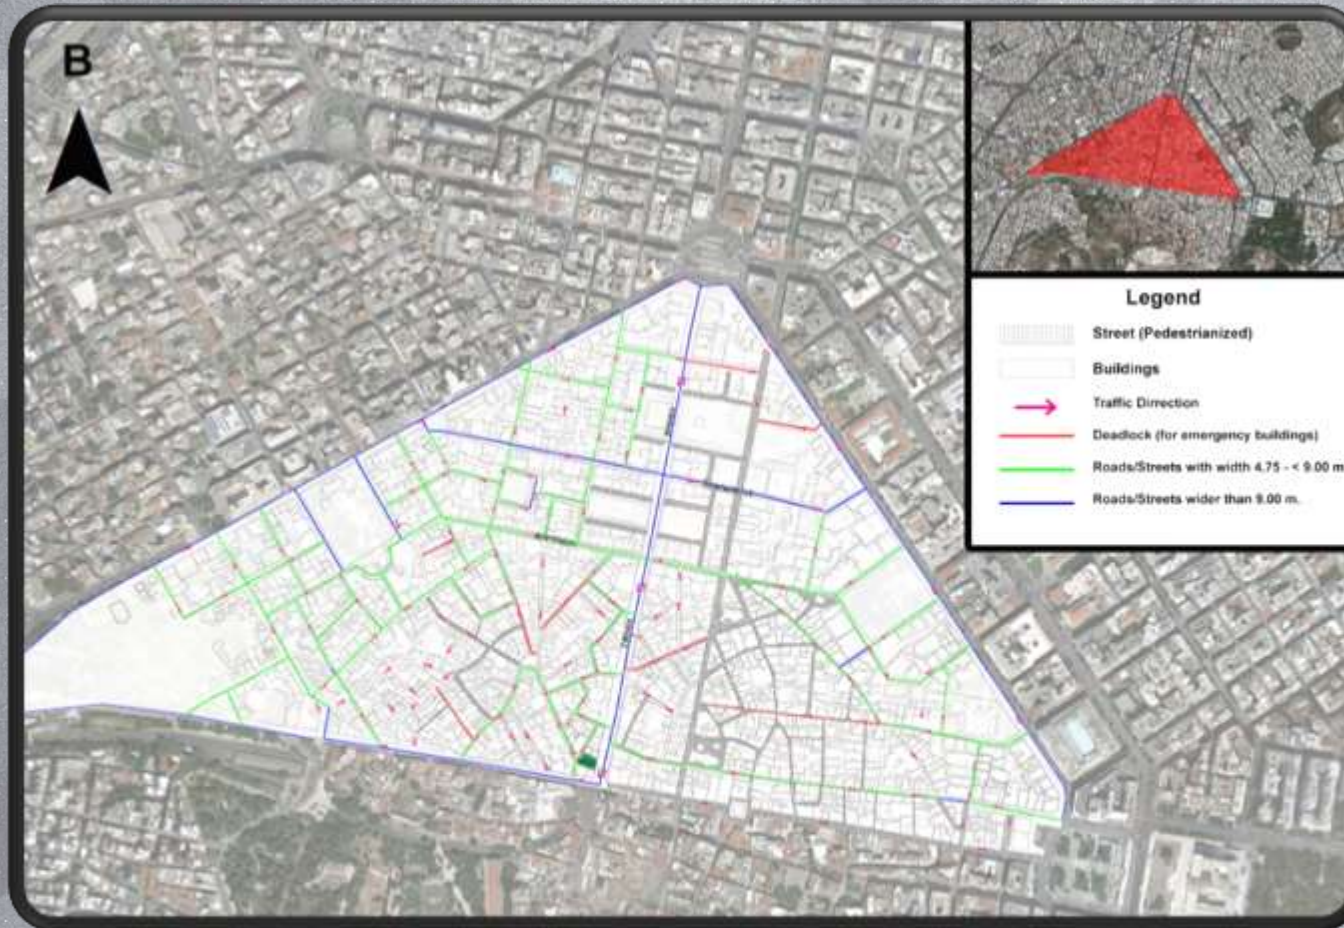 B
Legend
Street (Pedestrianized)
Buildings
Traffic Dirrection
Deadlock (for emergency buildings)
Roads/Streets with width 4.75 - < 9.00 m
Roads/Streets wider than 9.00 m.